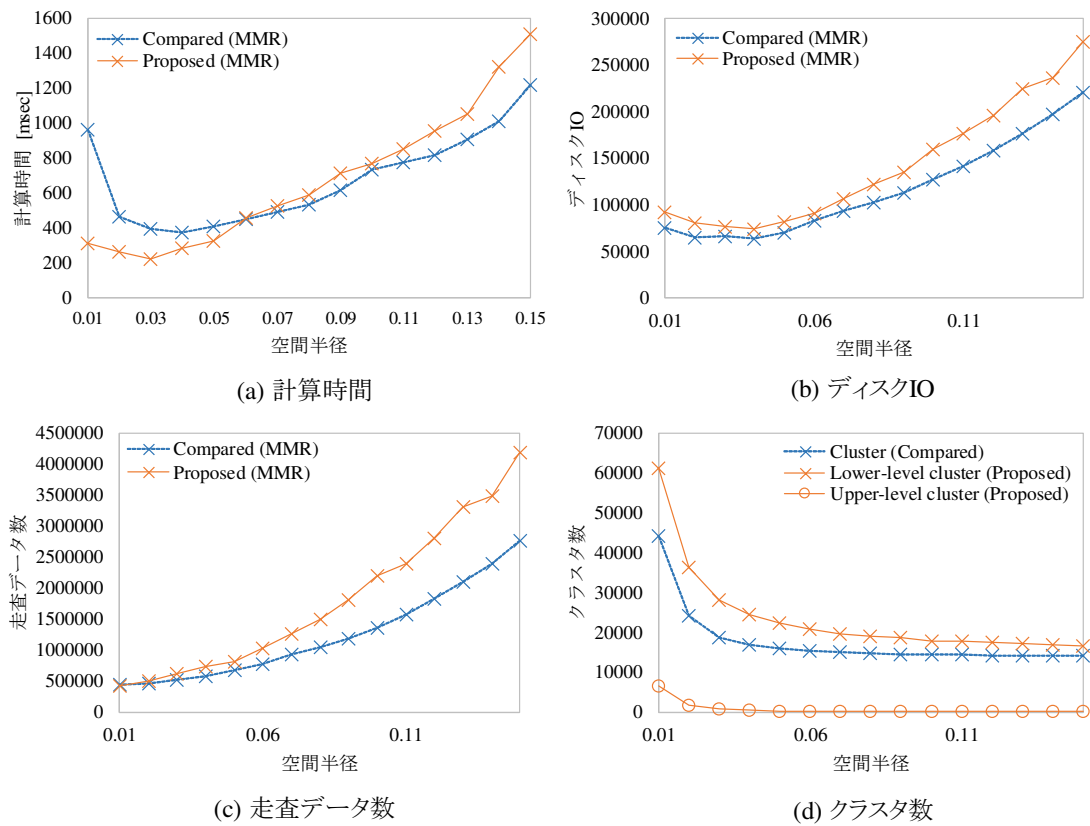 1600
1400
1200
1000
800
600
400
200
0
計算時間 [msec]
Compared (MMR)
Proposed (MMR)
0.01 0.03 0.05 0.07 0.09 0.11 0.13 0.15
空間半径
(a) 計算時間
300000
250000
200000
150000
100000
50000
0
ディスクIO
Compared (MMR)
Proposed (MMR)
0.01 0.06 0.11
空間半径
(b) ディスクIO
4500000
4000000
3500000
3000000
2500000
2000000
1500000
1000000
500000
0
走査データ数
Compared (MMR)
Proposed (MMR)
0.01 0.06 0.11
空間半径
(c) 走査データ数
70000
60000
50000
40000
30000
20000
10000
0
クラスタ数
Cluster (Compared)
Lower-level cluster (Proposed)
Upper-level cluster (Proposed)
0.01 0.06 0.11
空間半径
(d) クラスタ数